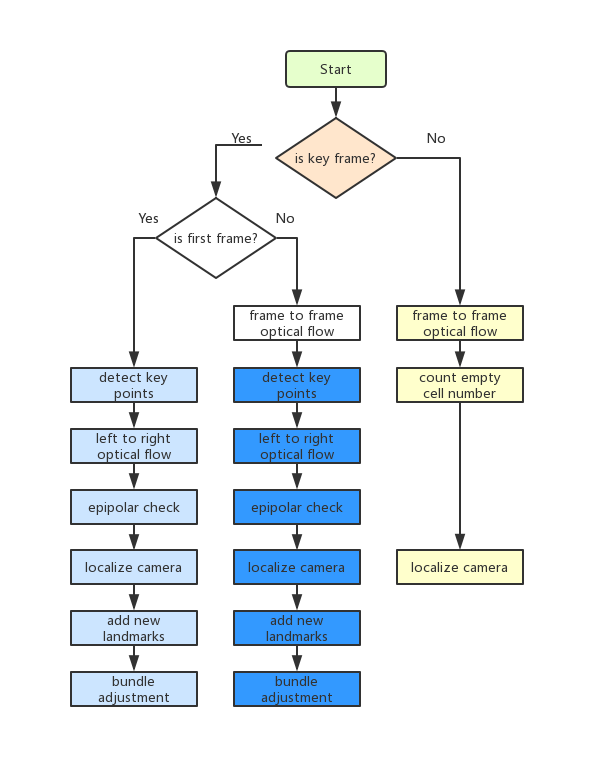 Start
is key frame?
Yes
No
is first frame?
Yes
No
frame to frame
optical flow
frame to frame
optical flow
detect key
points
detect key
points
count empty
cell number
left to right
optical flow
left to right
optical flow
epipolar check
epipolar check
localize camera
localize camera
localize camera
add new
landmarks
add new
landmarks
bundle
adjustment
bundle
adjustment